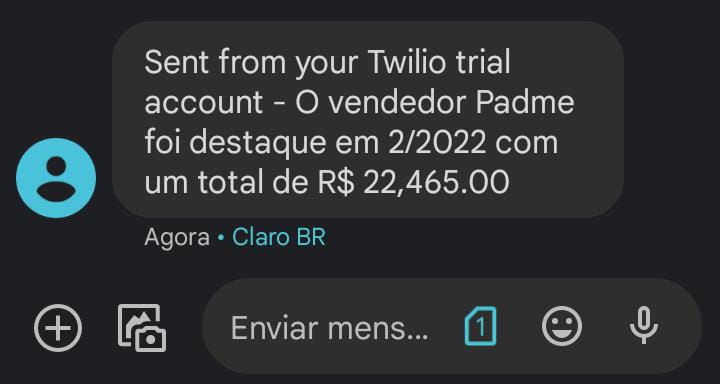 Sent from your Twilio trial
account - O vendedor Padme
foi destaque em 2/2022 com
um total de R$ 22,465.00
Agora • Claro BR
Enviar mens...
1